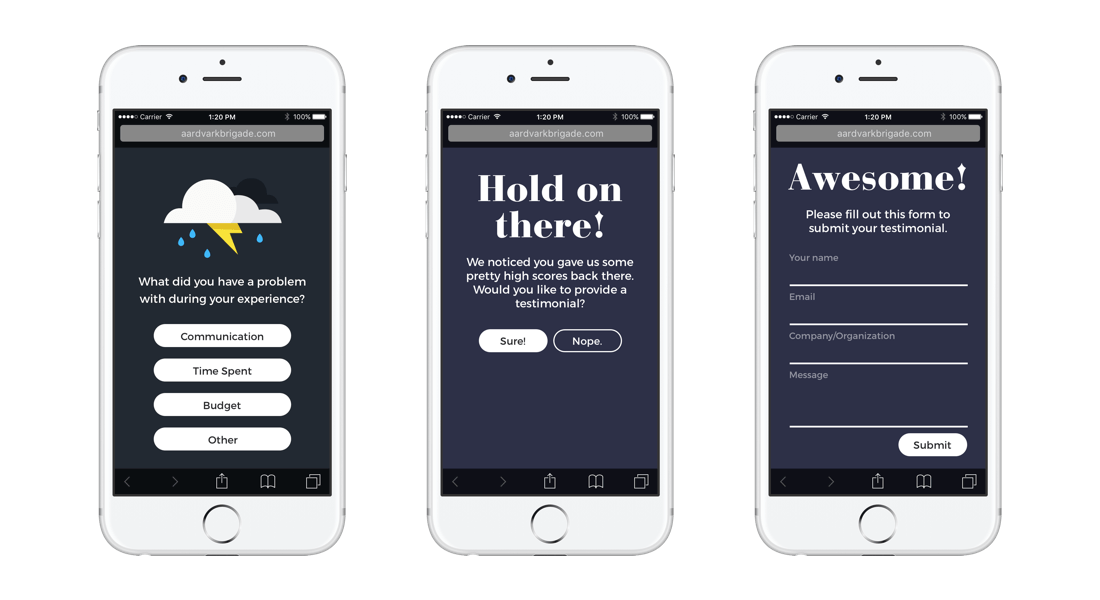 Carrier 1:20 PM 100%
aardvarkbrigade.com
What did you have a problem
with during your experience?
Communication
Time Spent
Budget
Other
Carrier 1:20 PM 100%
aardvarkbrigade.com
Hold on
there!
We noticed you gave us some
pretty high scores back there.
Would you like to provide a
testimonial?
Sure! Nope.
Carrier 1:20 PM 100%
aardvarkbrigade.com
Awesome!
Please fill out this form to
submit your testimonial.
Your name
Email
Company/Organization
Message
Submit